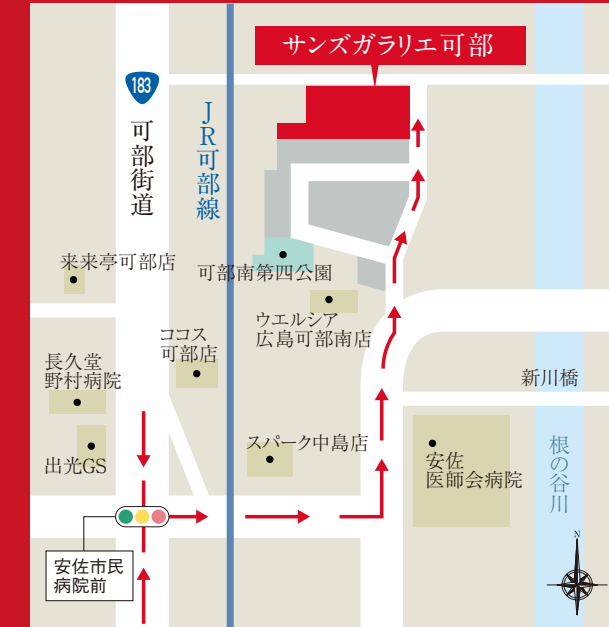 サンズガラリエ可部
183
可部街道
JR可部線
来来亭可部店
可部南第四公園
ウエルシア
広島可部南店
ココス
可部店
長久堂
野村病院
新川橋
出光GS
スパーク中島店
安佐
医師会病院
根の谷川
安佐市民
病院前
N